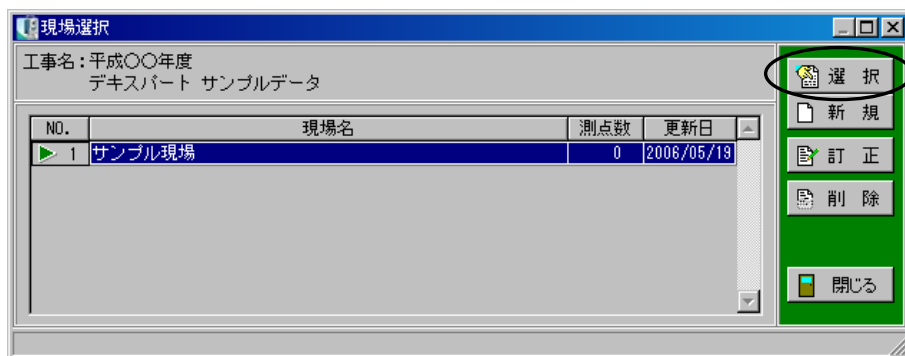 現場選択
工事名:平成〇〇年度
デキスパート サンプルデータ
NO. 現場名 測点数 更新日
1 サンプル現場 0 2006/05/19
選 択
新 規
訂 正
削 除
閉じる